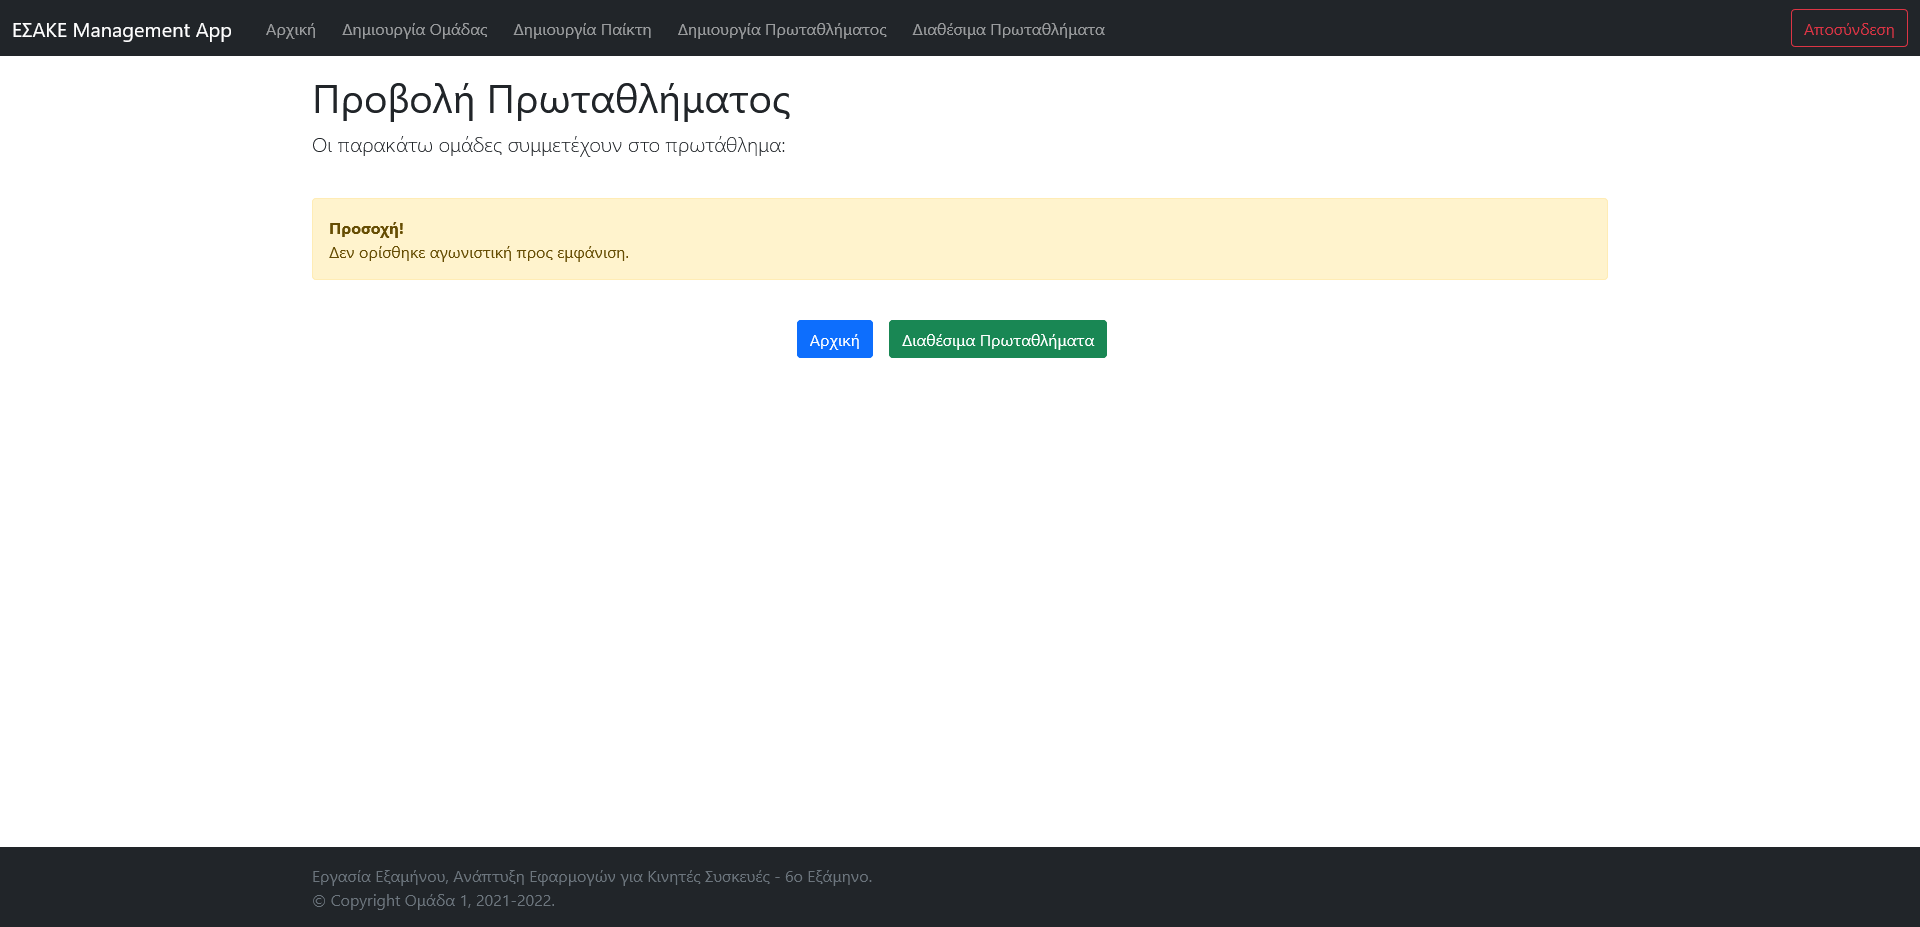 ΕΣΑΚΕ Management App
Αρχική
Δημιουργία Ομάδας
Δημιουργία Παίκτη
Δημιουργία Πρωταθλήματος
Διαθέσιμα Πρωταθλήματα
Αποσύνδεση
Προβολή Πρωταθλήματος
Οι παρακάτω ομάδες συμμετέχουν στο πρωτάθλημα:
Προσοχή!
Δεν ορίσθηκε αγωνιστική προς εμφάνιση.
Αρχική
Διαθέσιμα Πρωταθλήματα
Εργασία Εξαμήνου, Ανάπτυξη Εφαρμογών για Κινητές Συσκευές - 6ο Εξάμηνο.
© Copyright Ομάδα 1, 2021-2022.